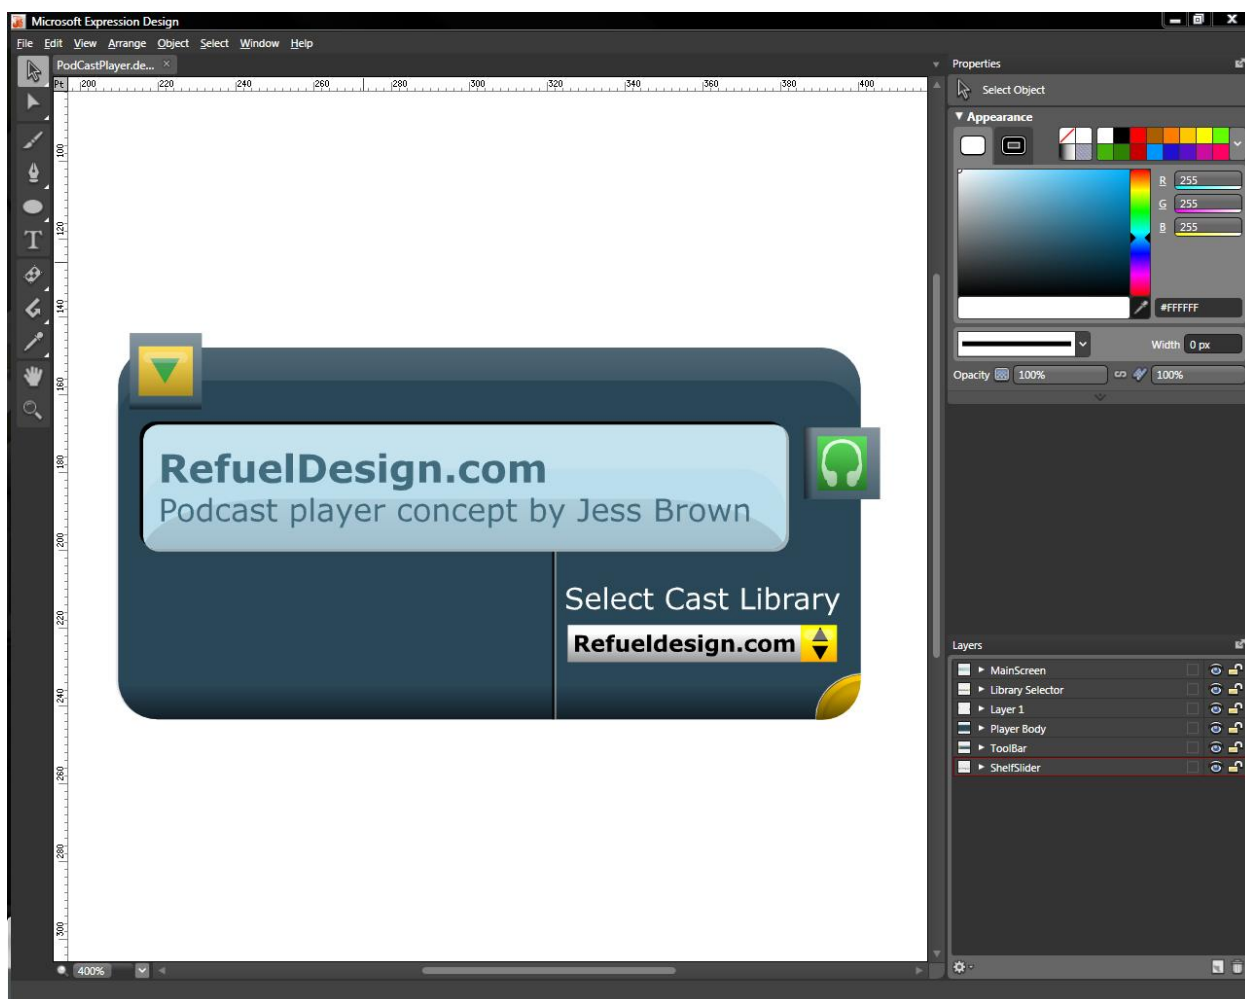 Microsoft Expression Design
File Edit View Arrange Object Select Window Help
PodCastPlayer.de... ×
Pt 200 220 240 260 280 300 320 340 360 380 400
100
120
140
160
180
200
220
240
260
280
300
RefuelDesign.com
Podcast player concept by Jess Brown
Select Cast Library
Refueldesign.com
400%
Properties
Select Object
Appearance
R 255
G 255
B 255
#FFFFFF
Width 0 px
Opacity 100% 100%
Layers
MainScreen
Library Selector
Layer 1
Player Body
ToolBar
ShelfSlider